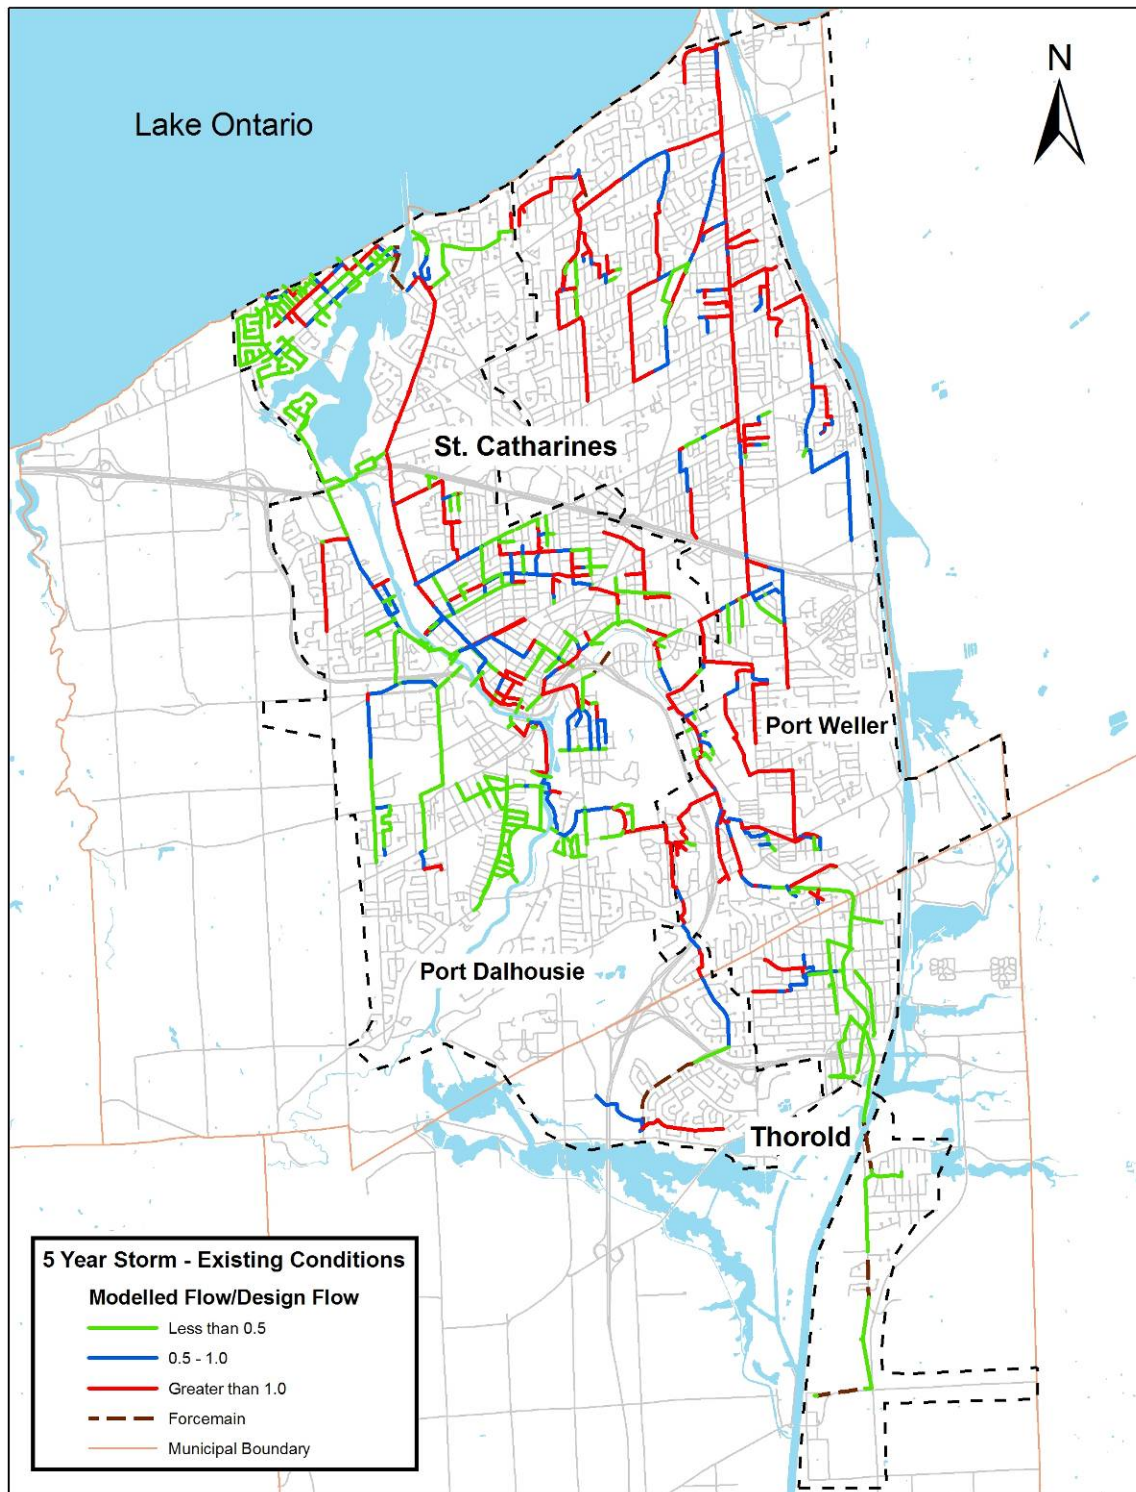 N
Lake Ontario
St. Catharines
Port Weller
Port Dalhousie
Thorold
5 Year Storm - Existing Conditions
Modelled Flow/Design Flow
Less than 0.5
0.5 - 1.0
Greater than 1.0
Forcemain
Municipal Boundary